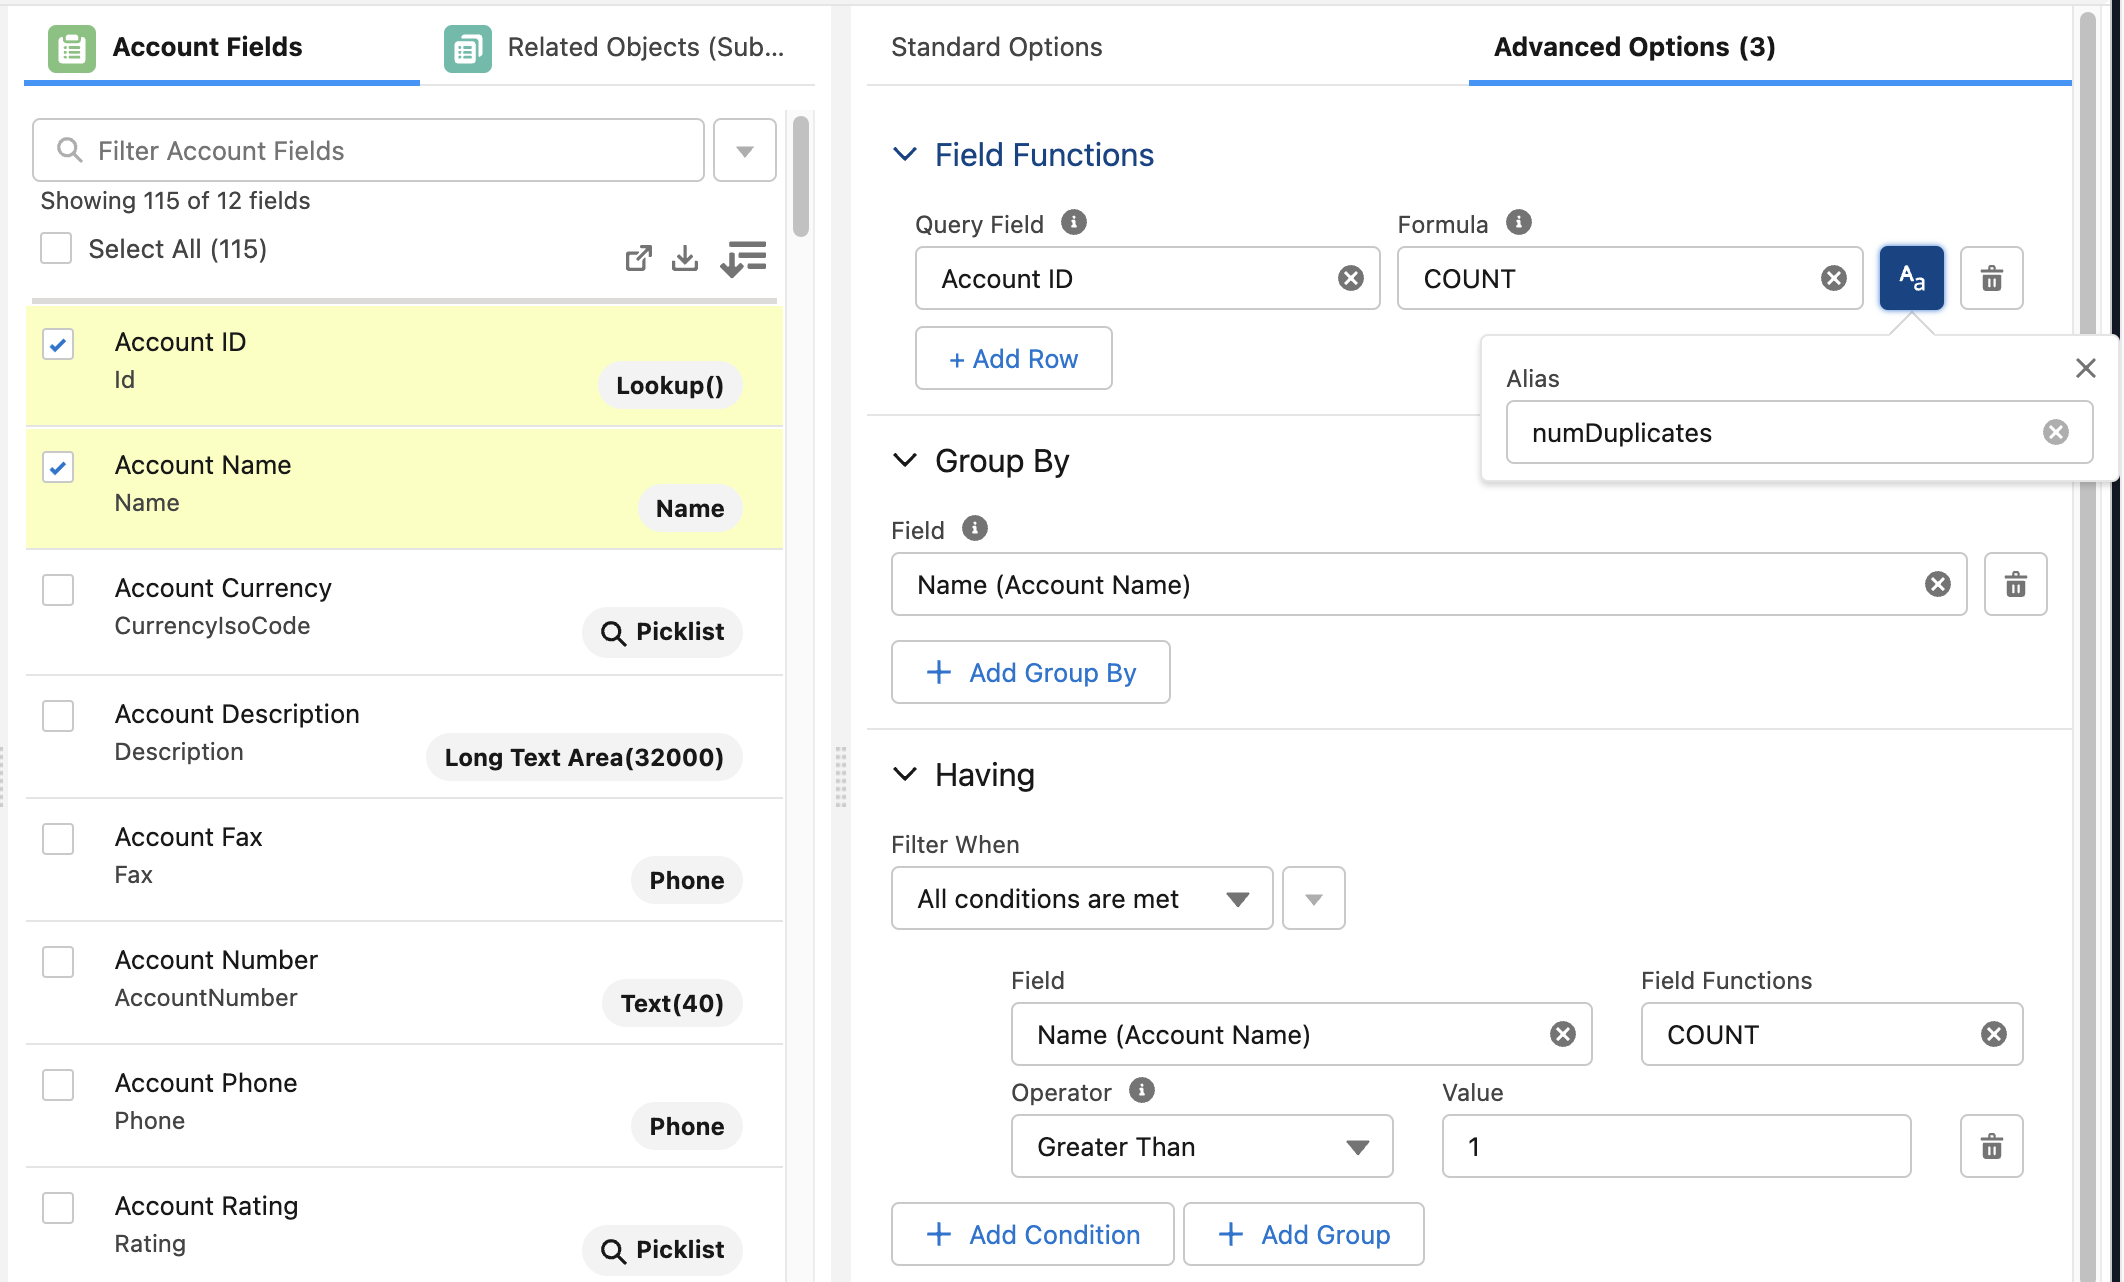 Account Fields
Related Objects (Sub...
Filter Account Fields
Showing 115 of 12 fields
Select All (115)
Account ID
Id
Lookup()
Account Name
Name
Name
Account Currency
CurrencyIsoCode
Picklist
Account Description
Description
Long Text Area(32000)
Account Fax
Fax
Phone
Account Number
AccountNumber
Text(40)
Account Phone
Phone
Phone
Account Rating
Rating
Picklist
Standard Options
Advanced Options (3)
Field Functions
Query Field
Formula
Account ID
COUNT
Aa
+ Add Row
Alias
numDuplicates
Group By
Field
Name (Account Name)
+ Add Group By
Having
Filter When
All conditions are met
Field
Field Functions
Name (Account Name)
COUNT
Operator
Value
Greater Than
1
+ Add Condition
+ Add Group